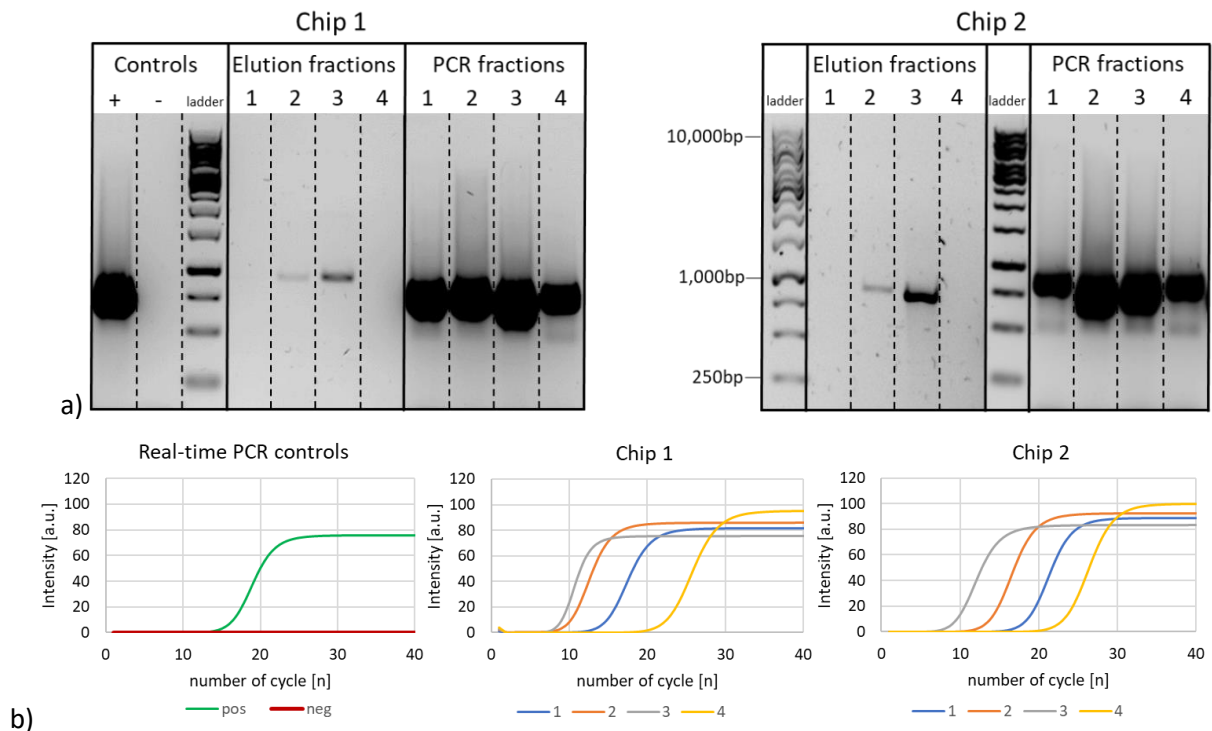 Chip 1
Controls Elution fractions PCR fractions
+ - ladder 1 2 3 4 1 2 3 4
Chip 2
Elution fractions PCR fractions
ladder 1 2 3 4 ladder 1 2 3 4
10,000bp
1,000bp
250bp
a)
Real-time PCR controls
Intensity [a.u.]
120
100
80
60
40
20
0
0 10 20 30 40
number of cycle [n]
pos neg
Chip 1
Intensity [a.u.]
120
100
80
60
40
20
0
0 10 20 30 40
number of cycle [n]
1 2 3 4
Chip 2
Intensity [a.u.]
120
100
80
60
40
20
0
0 10 20 30 40
number of cycle [n]
1 2 3 4
b)